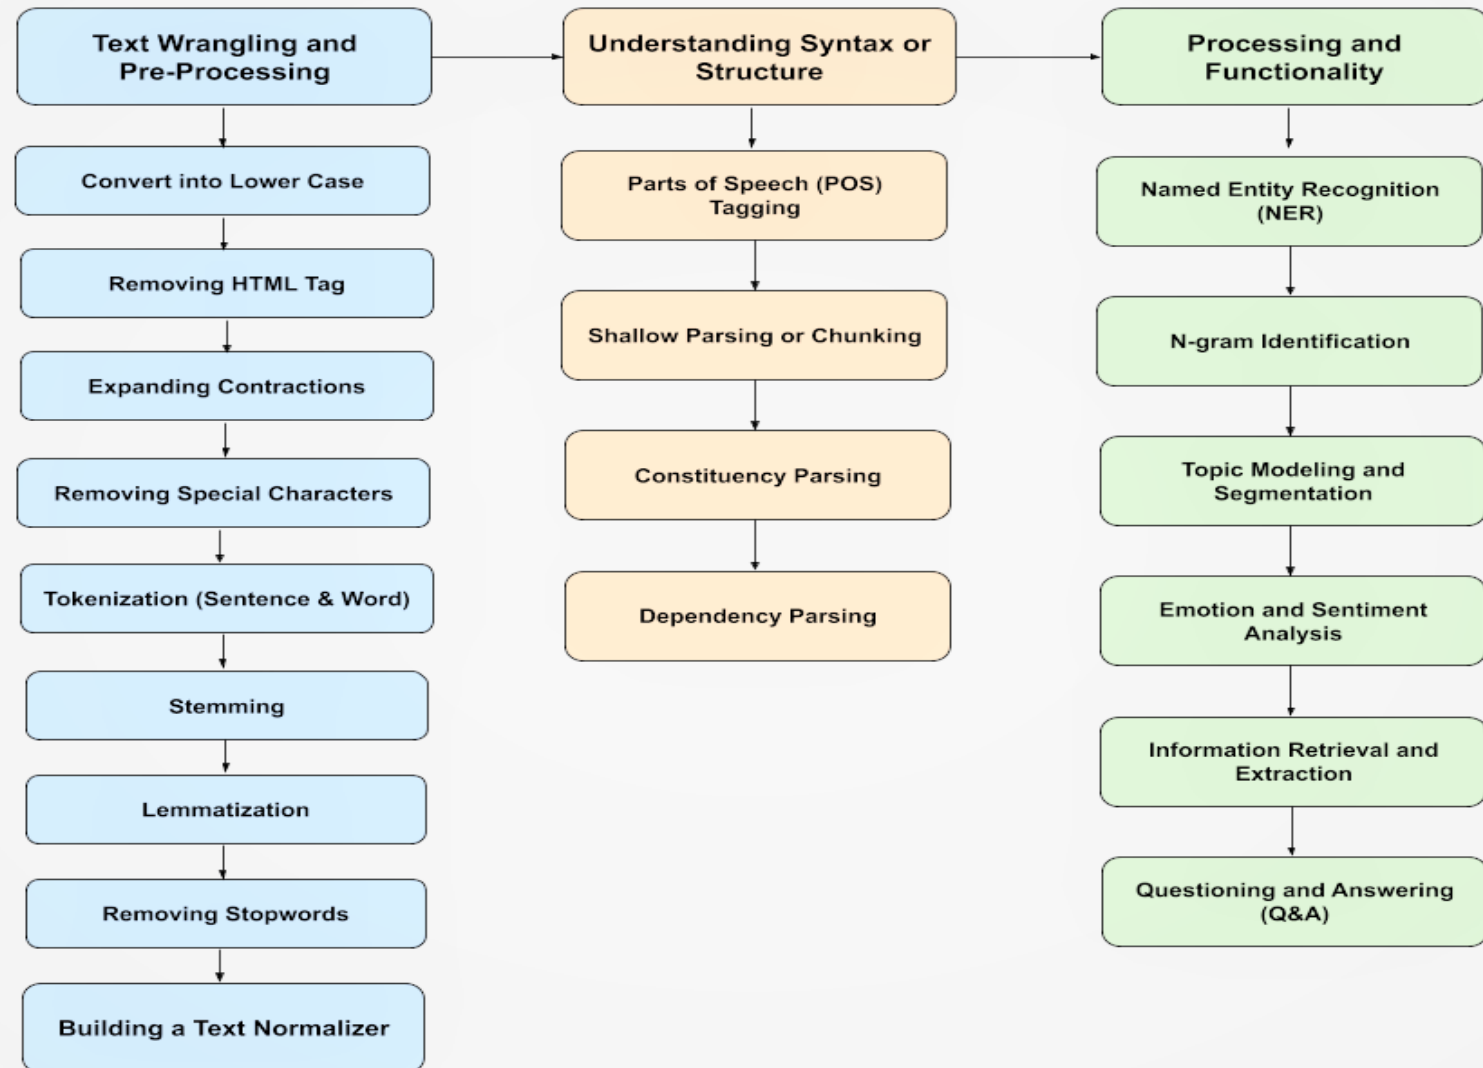 Text Wrangling and
Pre-Processing
Convert into Lower Case
Removing HTML Tag
Expanding Contractions
Removing Special Characters
Tokenization (Sentence & Word)
Stemming
Lemmatization
Removing Stopwords
Building a Text Normalizer
Understanding Syntax or
Structure
Parts of Speech (POS)
Tagging
Shallow Parsing or Chunking
Constituency Parsing
Dependency Parsing
Processing and
Functionality
Named Entity Recognition
(NER)
N-gram Identification
Topic Modeling and
Segmentation
Emotion and Sentiment
Analysis
Information Retrieval and
Extraction
Questioning and Answering
(Q&A)